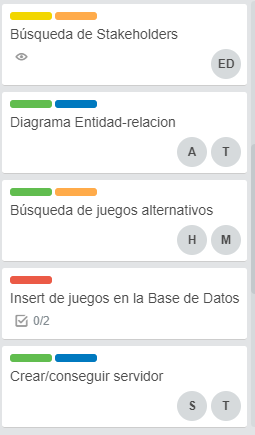 Búsqueda de Stakeholders
ED
Diagrama Entidad-relacion
A T
Búsqueda de juegos alternativos
H M
Insert de juegos en la Base de Datos
0/2
Crear/conseguir servidor
S T